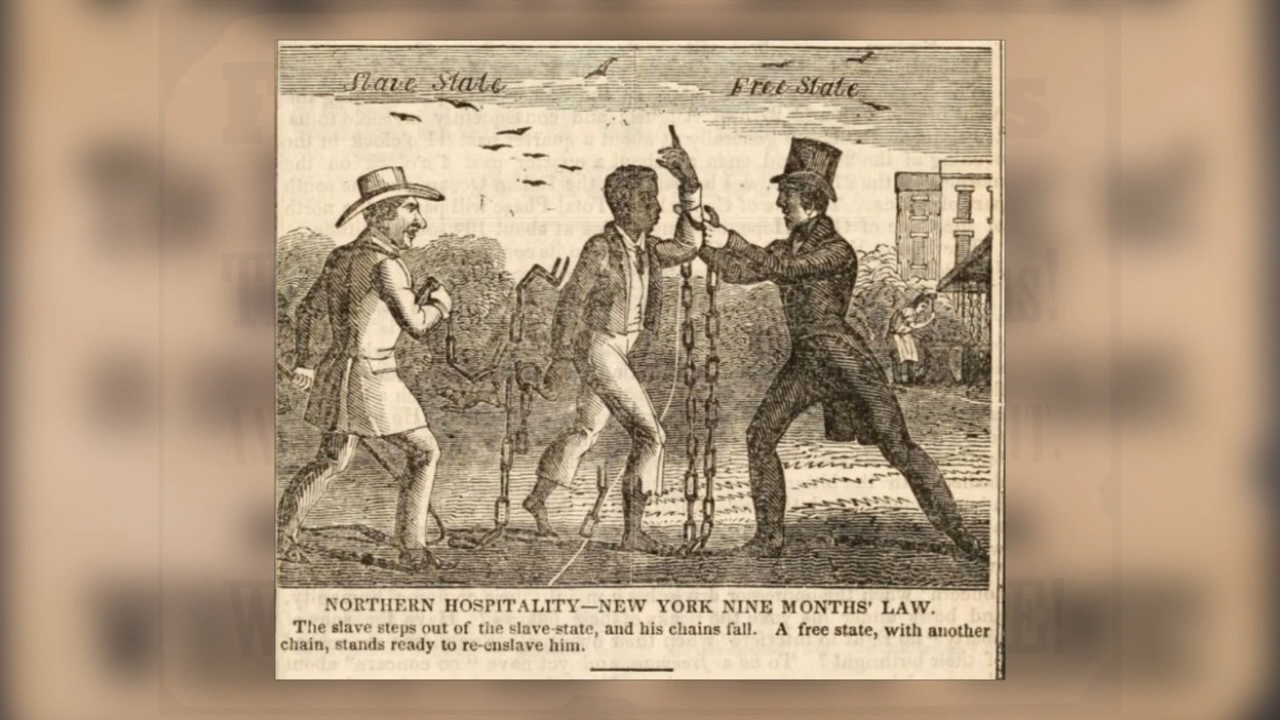 Slave State
Free State
NORTHERN HOSPITALITY—NEW YORK NINE MONTHS' LAW.
The slave steps out of the slave-state, and his chains fall. A free state, with another
chain, stands ready to re-enslave him.